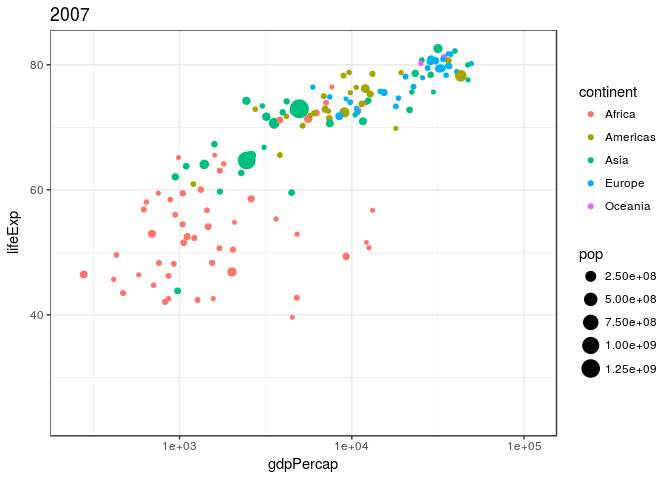 2007
lifeExp
80
60
40
1e+03
1e+04
1e+05
gdpPercap
continent
Africa
Americas
Asia
Europe
Oceania
pop
2.50e+08
5.00e+08
7.50e+08
1.00e+09
1.25e+09